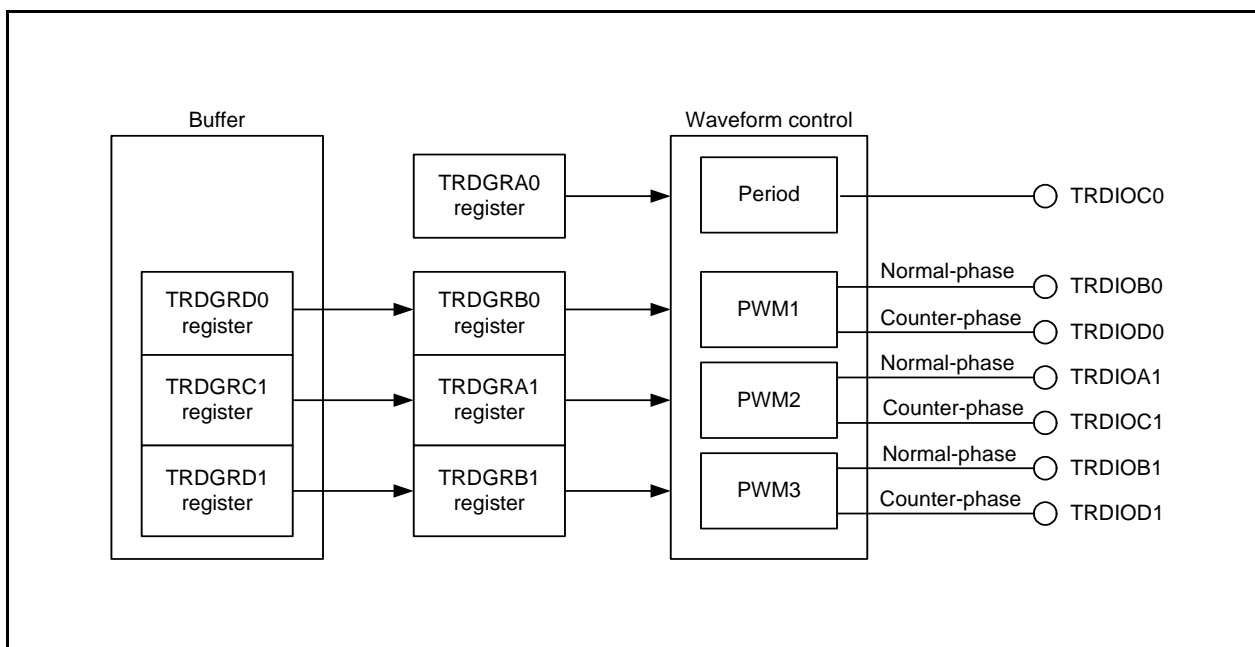 Buffer
Waveform control
TRDGRA0
register
Period
TRDIOC0
TRDGRD0
register
TRDGRB0
register
PWM1
Normal-phase
TRDIOB0
Counter-phase
TRDIOD0
TRDGRC1
register
TRDGRA1
register
PWM2
Normal-phase
TRDIOA1
Counter-phase
TRDIOC1
TRDGRD1
register
TRDGRB1
register
PWM3
Normal-phase
TRDIOB1
Counter-phase
TRDIOD1